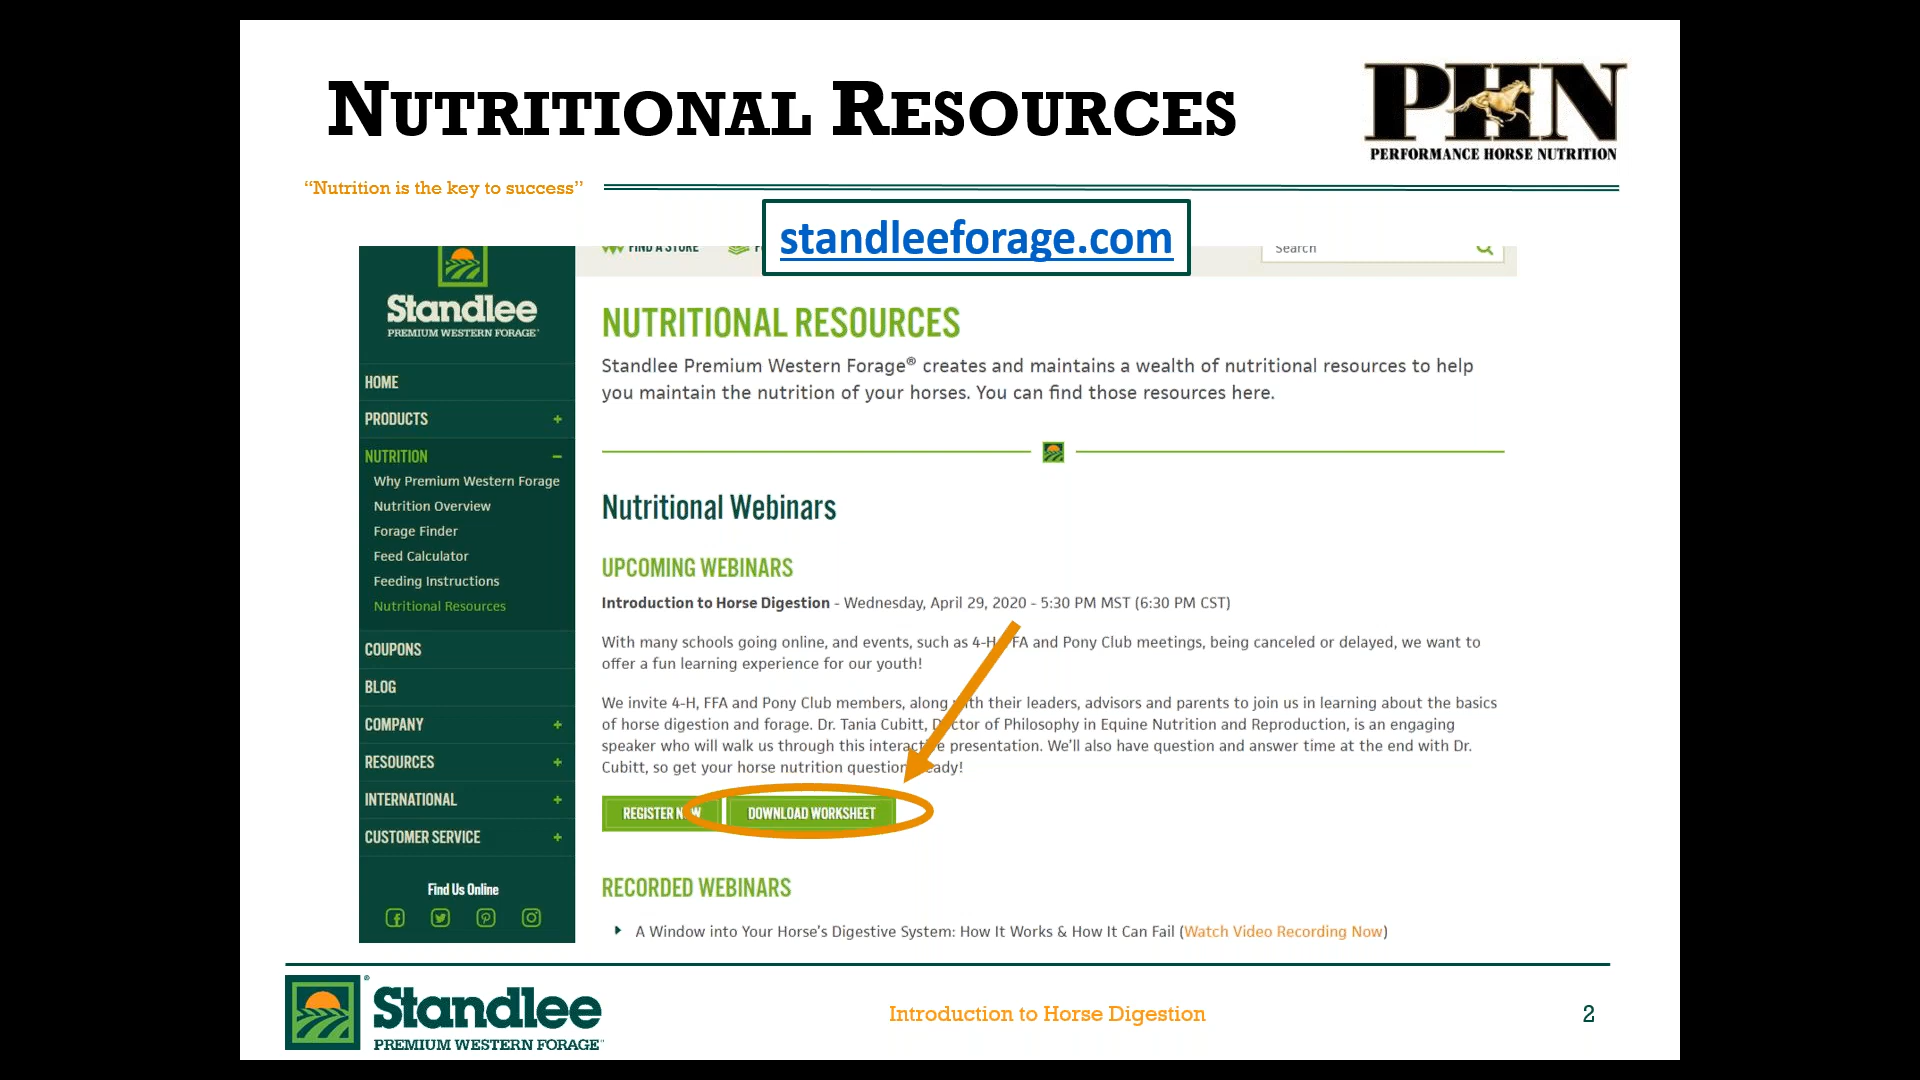 NUTRITIONAL RESOURCES
PHN
PERFORMANCE HORSE NUTRITION
“Nutrition is the key to success”
standleeforage.com
FIND A STORE
Search
Standlee
PREMIUM WESTERN FORAGE
HOME
PRODUCTS +
NUTRITION −
Why Premium Western Forage
Nutrition Overview
Forage Finder
Feed Calculator
Feeding Instructions
Nutritional Resources
COUPONS
BLOG
COMPANY +
RESOURCES +
INTERNATIONAL +
CUSTOMER SERVICE +
Find Us Online
NUTRITIONAL RESOURCES
Standlee Premium Western Forage® creates and maintains a wealth of nutritional resources to help
you maintain the nutrition of your horses. You can find those resources here.
Nutritional Webinars
UPCOMING WEBINARS
Introduction to Horse Digestion - Wednesday, April 29, 2020 - 5:30 PM MST (6:30 PM CST)
With many schools going online, and events, such as 4-H, FFA and Pony Club meetings, being canceled or delayed, we want to
offer a fun learning experience for our youth!
We invite 4-H, FFA and Pony Club members, along with their leaders, advisors and parents to join us in learning about the basics
of horse digestion and forage. Dr. Tania Cubitt, Doctor of Philosophy in Equine Nutrition and Reproduction, is an engaging
speaker who will walk us through this interactive presentation. We'll also have question and answer time at the end with Dr.
Cubitt, so get your horse nutrition questions ready!
REGISTER NOW DOWNLOAD WORKSHEET
RECORDED WEBINARS
A Window into Your Horse's Digestive System: How It Works & How It Can Fail (Watch Video Recording Now)
Standlee®
PREMIUM WESTERN FORAGE™
Introduction to Horse Digestion
2